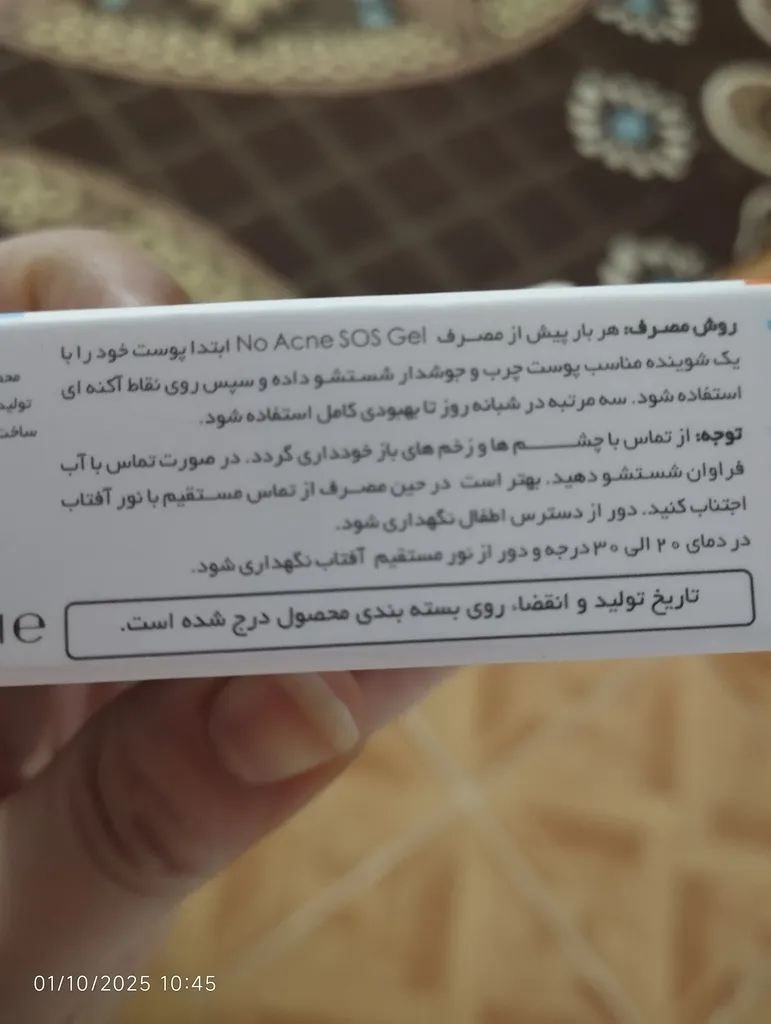 روش مصرف: هر بار پیش از مصرف No Acne SOS Gel ابتدا پوست خود را با
یک شوینده مناسب پوست چرب و جوشدار شستشو داده و سپس روی نقاط آکنه ای
استفاده شود. سه مرتبه در شبانه روز تا بهبودی کامل استفاده شود.
توجه: از تماس با چشم ها و زخم های باز خودداری گردد. در صورت تماس با آب
فراوان شستشو دهید. بهتر است در حین مصرف از تماس مستقیم با نور آفتاب
اجتناب کنید. دور از دسترس اطفال نگهداری شود.
در دمای ۲۰ الی ۳۰ درجه و دور از نور مستقیم آفتاب نگهداری شود.
تاریخ تولید و انقضاء روی بسته بندی محصول درج شده است.
تولید
ساخت
01/10/2025 10:45